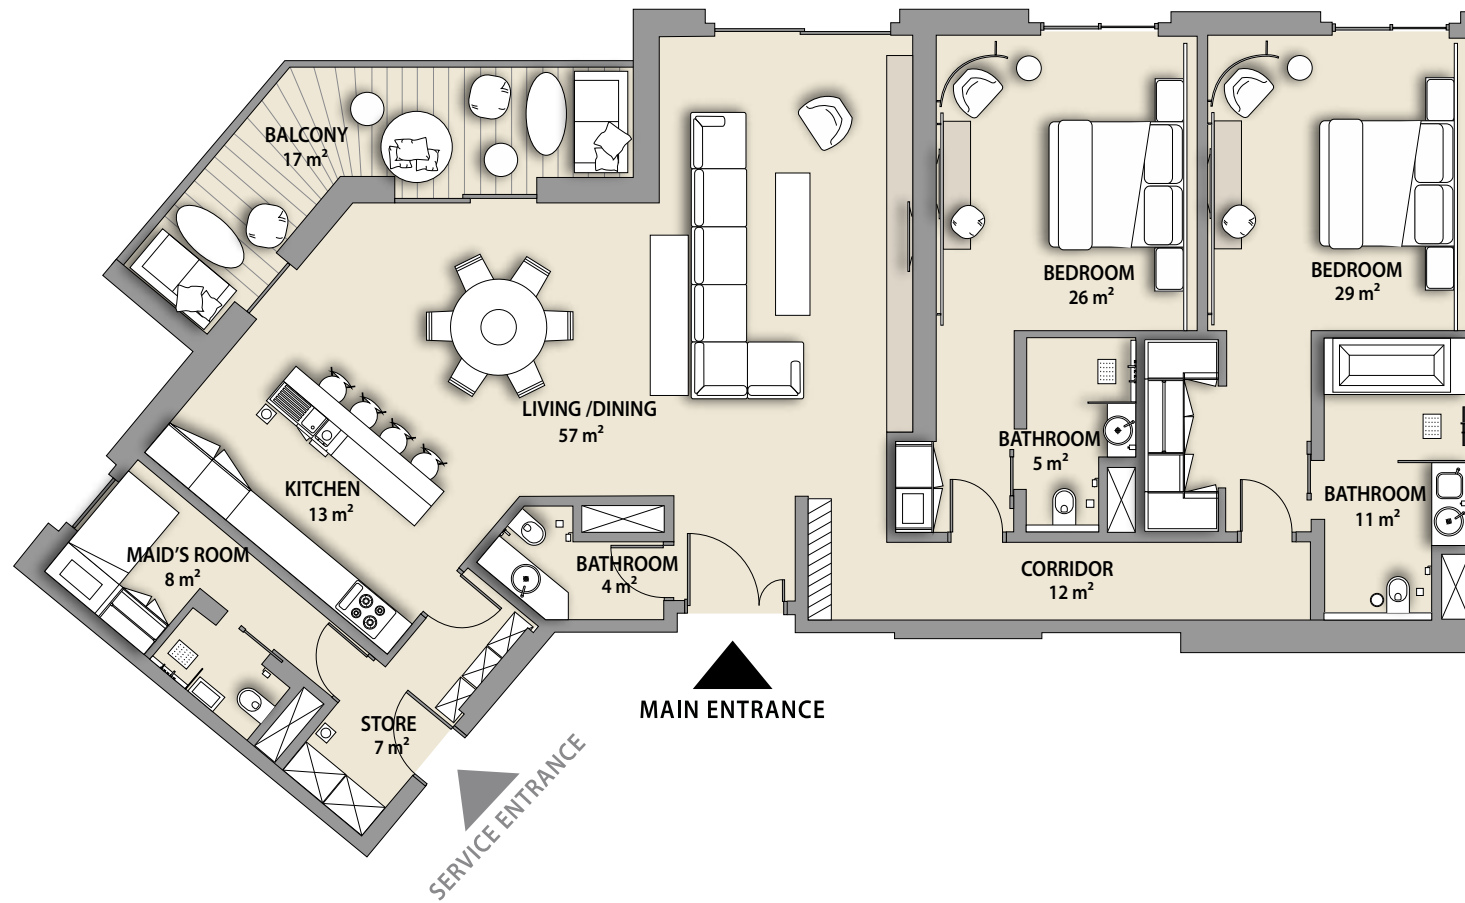 BALCONY
17 m²
BEDROOM
26 m²
BEDROOM
29 m²
LIVING /DINING
57 m²
BATHROOM
5 m²
KITCHEN
13 m²
BATHROOM
11 m²
MAID'S ROOM
8 m²
BATHROOM
4 m²
CORRIDOR
12 m²
MAIN ENTRANCE
STORE
7 m²
SERVICE ENTRANCE